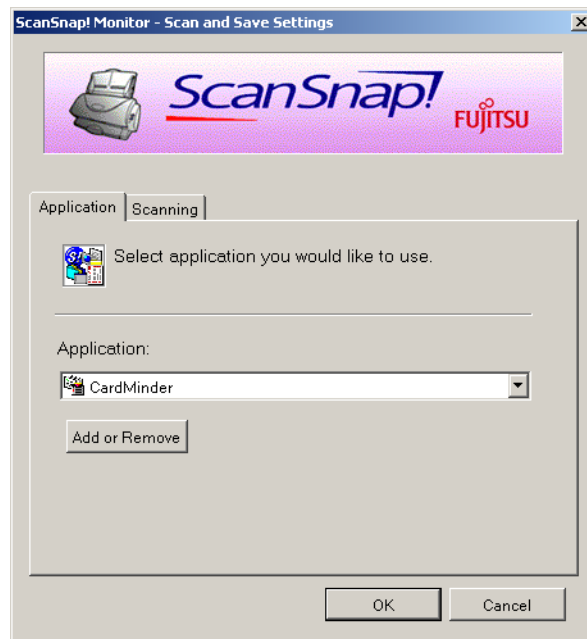 ScanSnap! Monitor - Scan and Save Settings
ScanSnap!
FUJITSU
Application
Scanning
Select application you would like to use.
Application:
CardMinder
Add or Remove
OK
Cancel